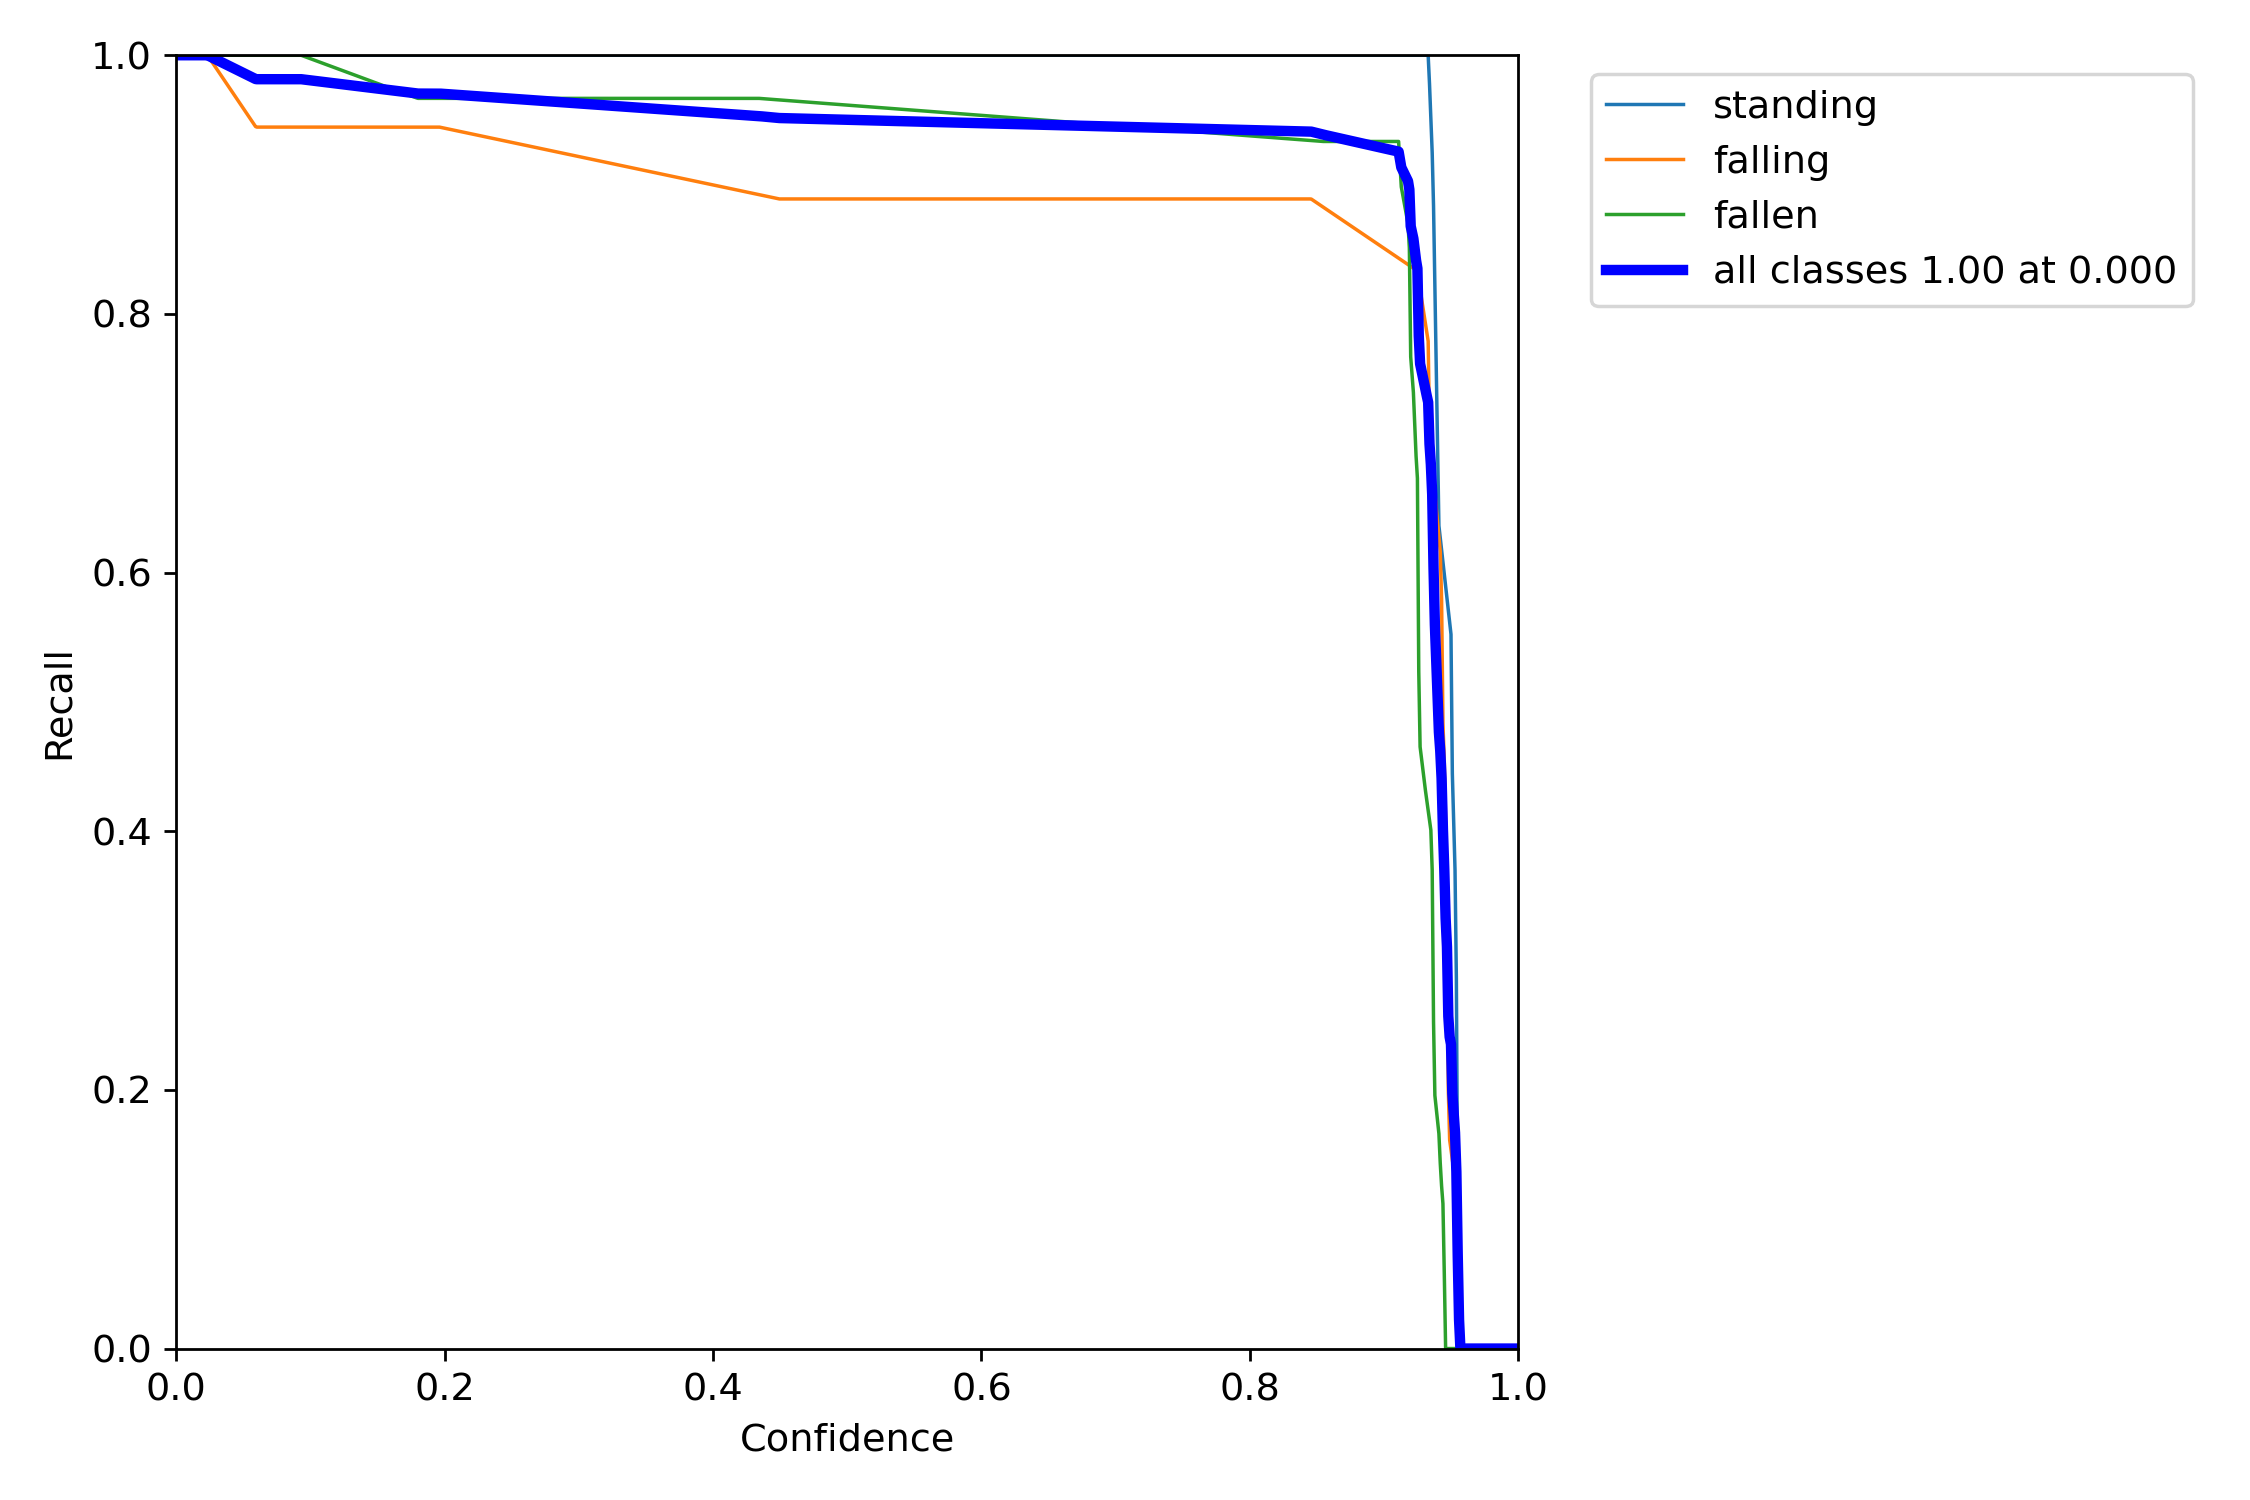 1.0
0.8
0.6
0.4
0.2
0.0
Recall
0.0 0.2 0.4 0.6 0.8 1.0
Confidence
standing
falling
fallen
all classes 1.00 at 0.000